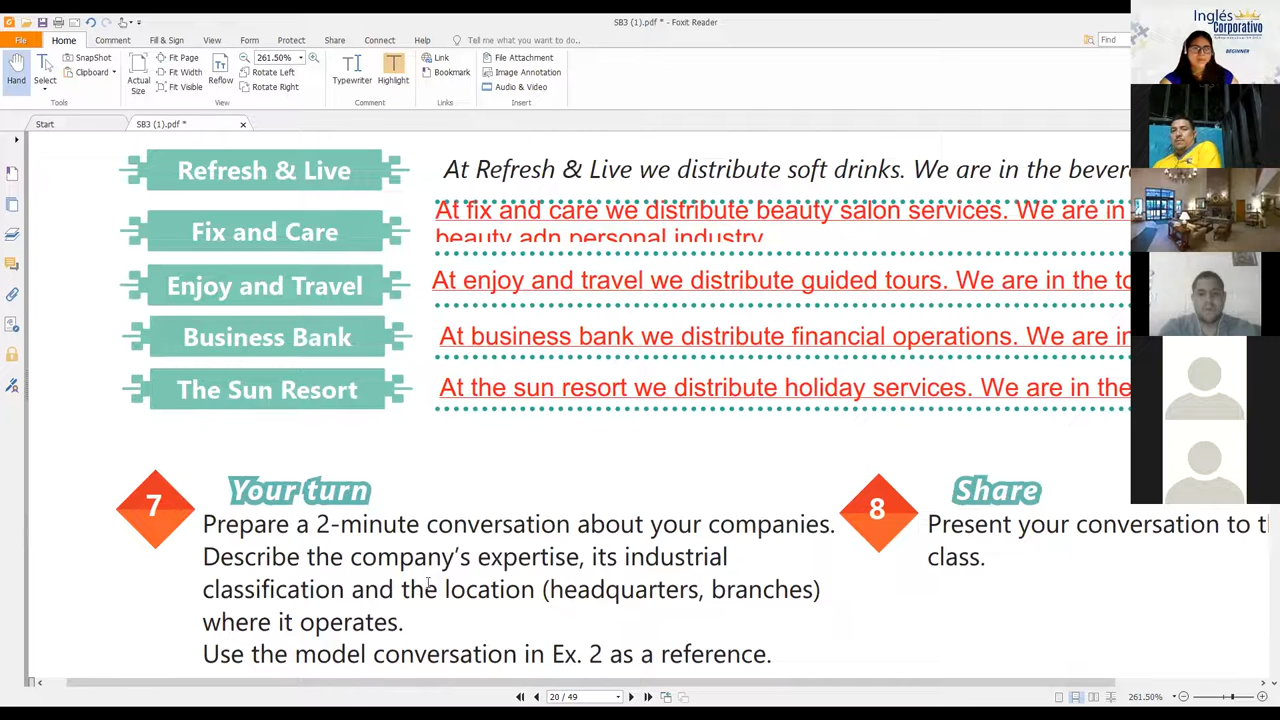 SB3 (1).pdf * - Foxit Reader
File Home Comment Fill & Sign View Form Protect Share Connect Help Tell me what you want to do.. Find
Hand
Select
SnapShot
Clipboard
Actual Size
Fit Page
Fit Width
Fit Visible
Reflow
261.50%
Rotate Left
Rotate Right
Typewriter
Highlight
Link
Bookmark
File Attachment
Image Annotation
Audio & Video
Tools View Comment Links Insert
Start SB3 (1).pdf *
Refresh & Live At Refresh & Live we distribute soft drinks. We are in the bever
Fix and Care At fix and care we distribute beauty salon services. We are in
beauty adn personal industry
Enjoy and Travel At enjoy and travel we distribute guided tours. We are in the to
Business Bank At business bank we distribute financial operations. We are in
The Sun Resort At the sun resort we distribute holiday services. We are in the
7 Your turn
Prepare a 2-minute conversation about your companies.
Describe the company's expertise, its industrial
classification and the location (headquarters, branches)
where it operates.
Use the model conversation in Ex. 2 as a reference.
8 Share
Present your conversation to th
class.
20 / 49
261.50%
Inglés
Corporativo
BEGINNER